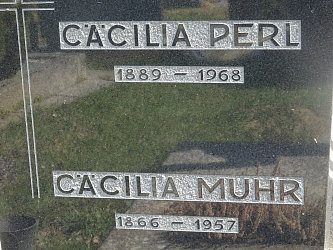 CÄCILIA PERL
1889 – 1968
CÄCILIA MUHR
1866 – 1957